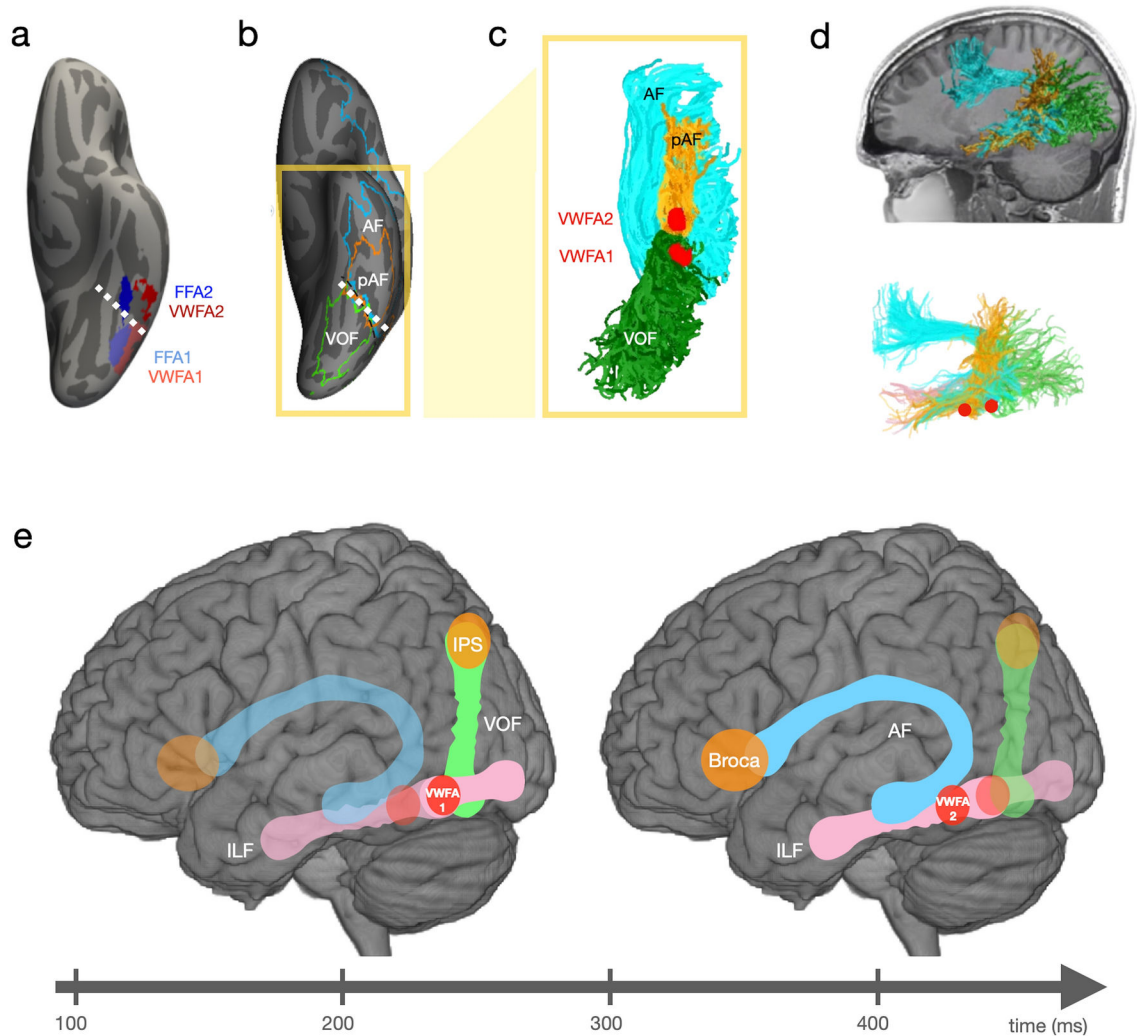 a
b
c
d
FFA2
VWFA2
FFA1
VWFA1
AF
pAF
VOF
AF
pAF
VWFA2
VWFA1
VOF
e
IPS
VOF
VWFA
1
ILF
Broca
AF
VWFA
2
ILF
100
200
300
400
time (ms)